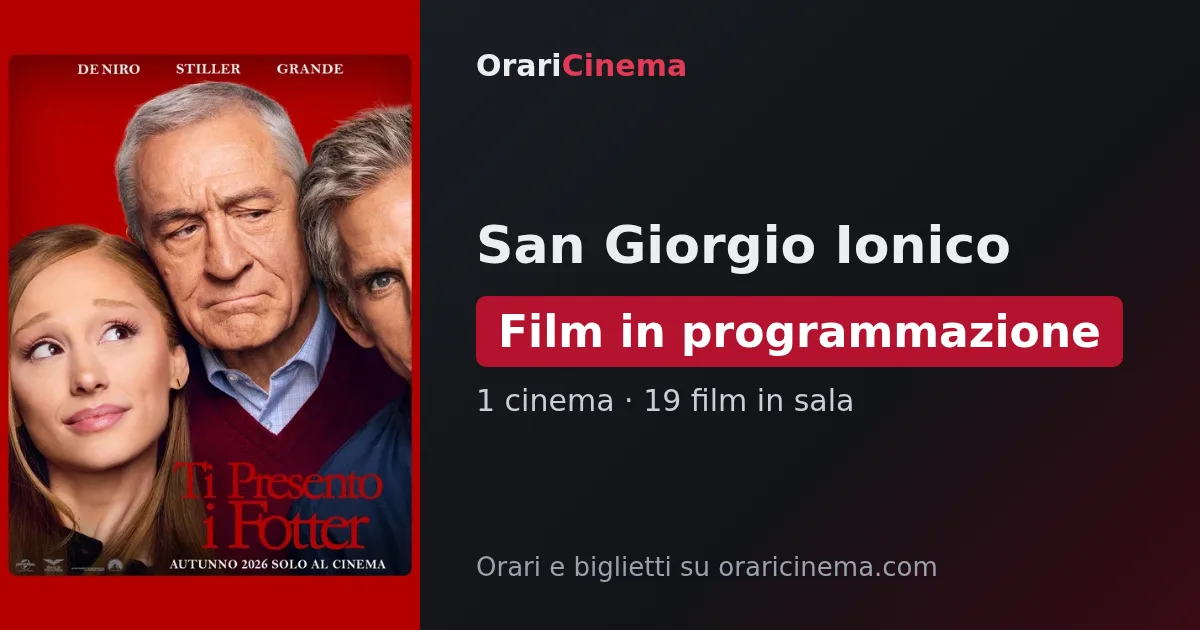 DE NIRO STILLER GRANDE
Ti Presento
i Fotter
AUTUNNO 2026 SOLO AL CINEMA
OrariCinema
San Giorgio Ionico
Film in programmazione
1 cinema · 19 film in sala
Orari e biglietti su oraricinema.com